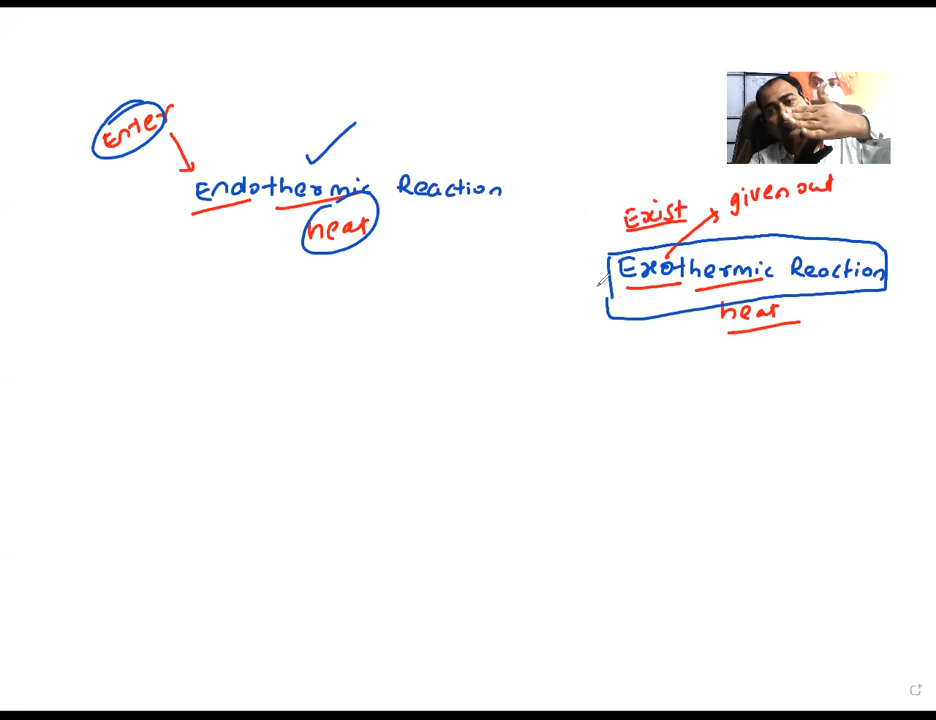 Enter
Endothermic Reaction
heat
Exist
given out
Exothermic Reaction
heat